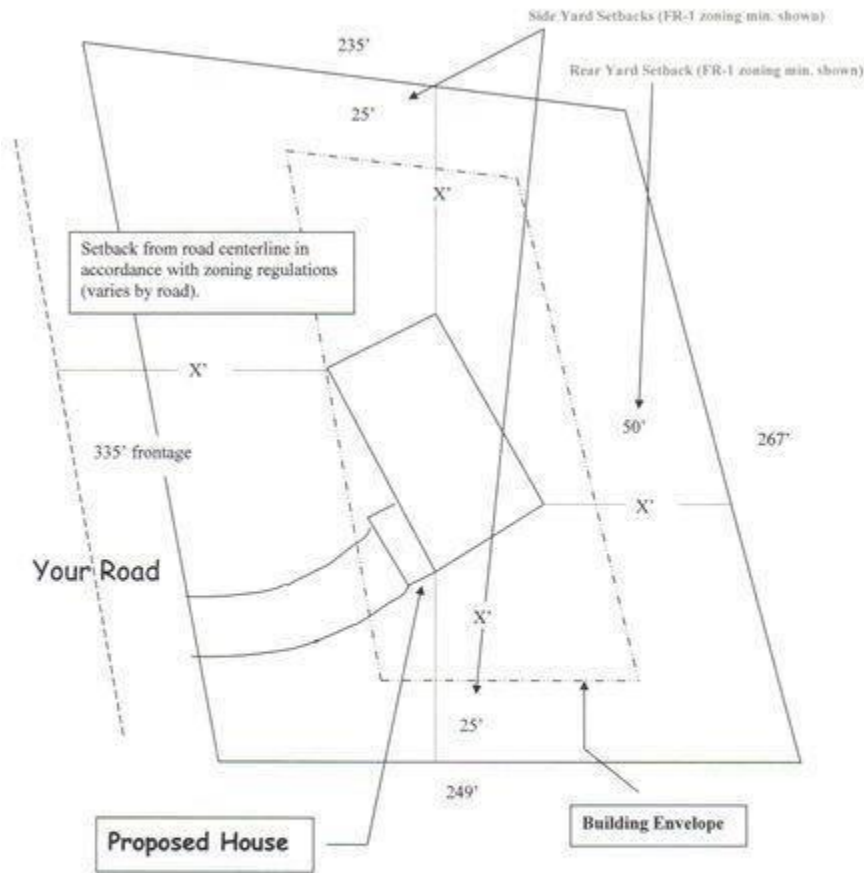 Side Yard Setbacks (FR-1 zoning min. shown)
235'
Rear Yard Setback (FR-1 zoning min. shown)
25'
X'
Setback from road centerline in
accordance with zoning regulations
(varies by road).
X'
50'
267'
335' frontage
X'
Your Road
X'
25'
249'
Proposed House
Building Envelope